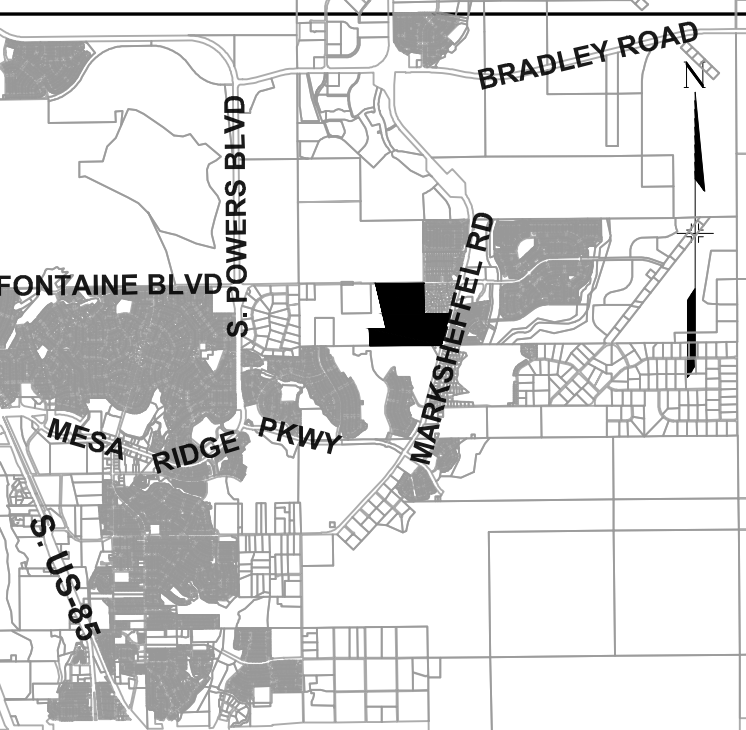 BRADLEY ROAD
N
S. POWERS BLVD
MARKSHEFFEL RD
FONTAINE BLVD
MESA RIDGE PKWY
S. US-85